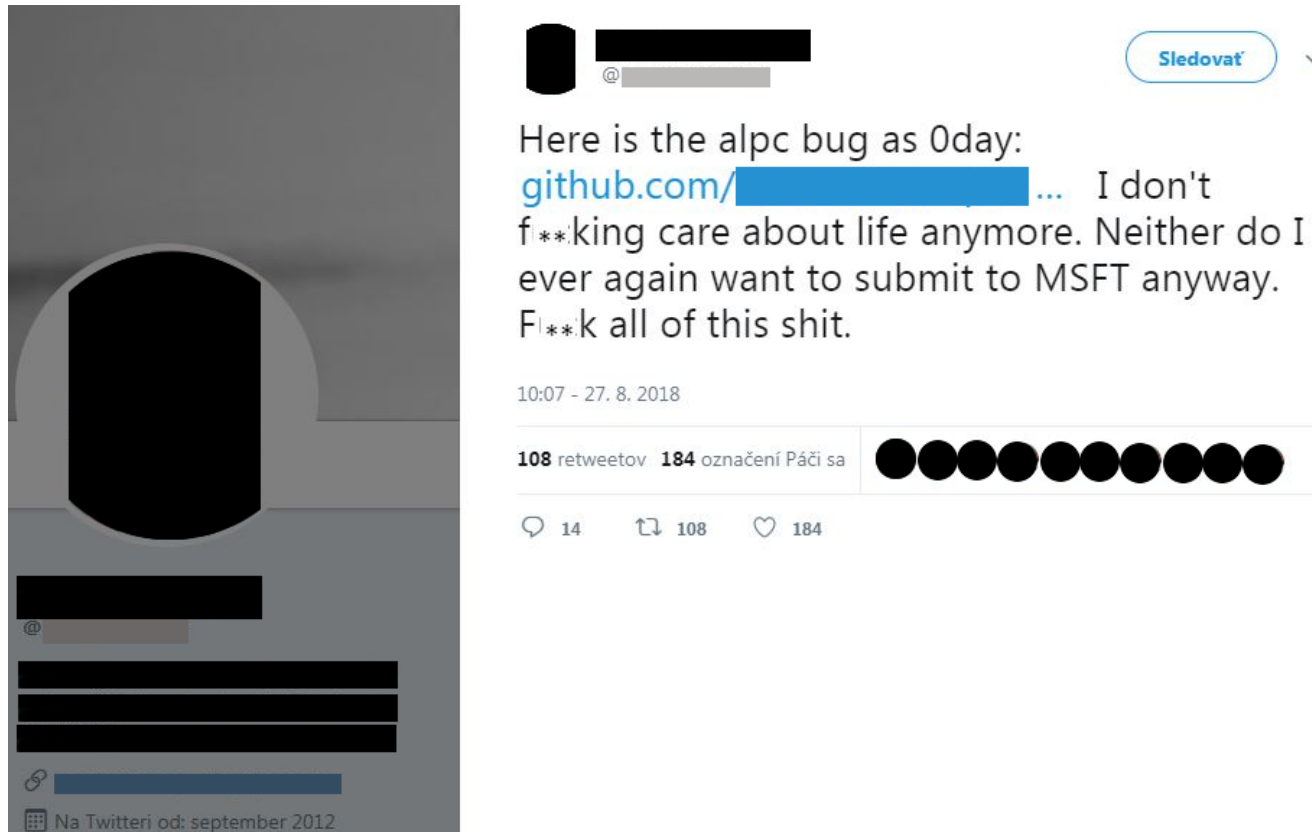 @
Sledovať
Here is the alpc bug as 0day:
github.com/ ... I don't
f**king care about life anymore. Neither do I
ever again want to submit to MSFT anyway.
F**k all of this shit.
10:07 - 27. 8. 2018
108 retweetov 184 označení Páči sa
14 108 184
@
Na Twitteri od: september 2012